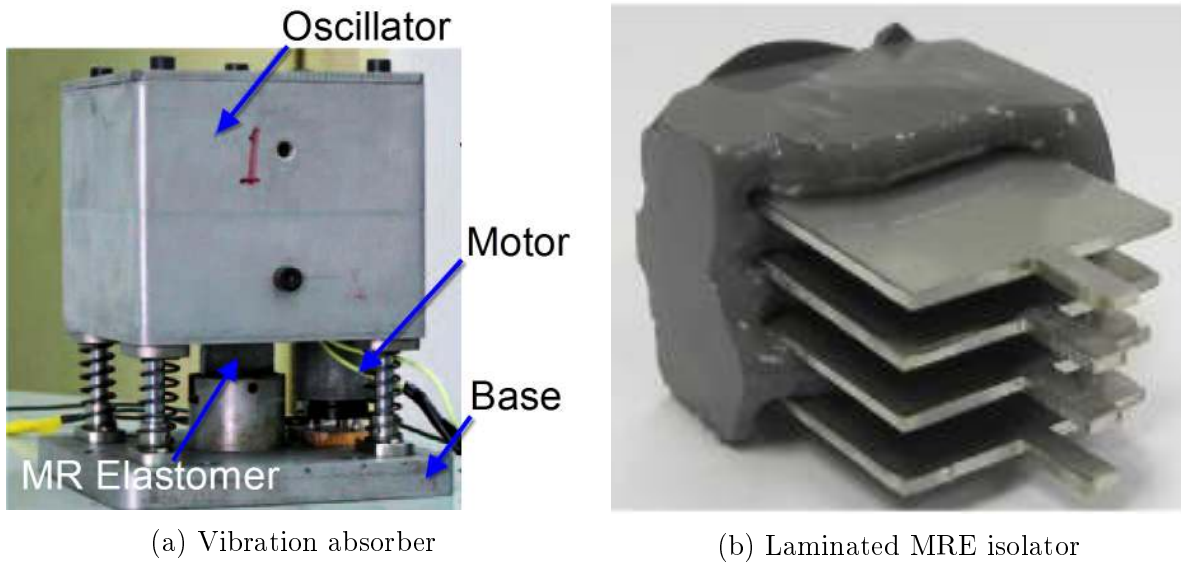 Oscillator
1
Motor
Base
MR Elastomer
(a) Vibration absorber
(b) Laminated MRE isolator